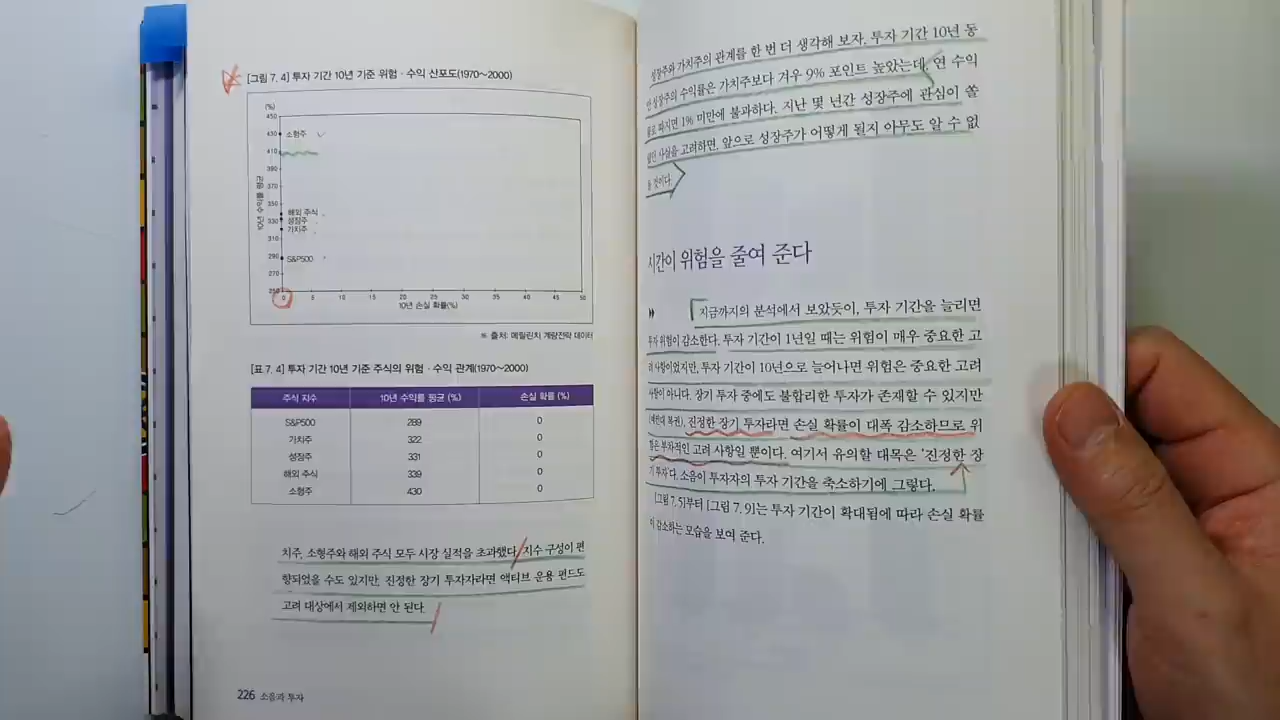 [그림 7. 4] 투자 기간 10년 기준 위험 · 수익 산포도(1970~2000)
(%)
450
430
410
390
370
350
330
310
290
270
250
10년 수익률 평균
소형주
해외 주식
성장주
가치주
S&P500
0 5 10 15 20 25 30 35 40 45 50
10년 손실 확률(%)
※ 출처: 메릴린치 계량전략 데이터
[표 7. 4] 투자 기간 10년 기준 주식의 위험 · 수익 관계(1970~2000)
주식 지수 10년 수익률 평균 (%) 손실 확률 (%)
S&P500 289 0
가치주 322 0
성장주 331 0
해외 주식 339 0
소형주 430 0
치주, 소형주와 해외 주식 모두 시장 실적을 초과했다. 지수 구성이 편
향되었을 수도 있지만, 진정한 장기 투자자라면 액티브 운용 펀드도
고려 대상에서 제외하면 안 된다.
226 소음과 투자
성장주와 가치주의 관계를 한 번 더 생각해 보자. 투자 기간 10년 동
안 성장주의 수익률은 가치주보다 겨우 9% 포인트 높았는데, 연 수익
률로 따지면 1% 미만에 불과하다. 지난 몇 년간 성장주에 관심이 쏠
렸던 사실을 고려하면, 앞으로 성장주가 어떻게 될지 아무도 알 수 없
을 것이다.
시간이 위험을 줄여 준다
지금까지의 분석에서 보았듯이, 투자 기간을 늘리면
투자 위험이 감소한다. 투자 기간이 1년일 때는 위험이 매우 중요한 고
려 사항이었지만, 투자 기간이 10년으로 늘어나면 위험은 중요한 고려
사항이 아니다. 장기 투자 중에도 불합리한 투자가 존재할 수 있지만
(예컨대 복권), 진정한 장기 투자라면 손실 확률이 대폭 감소하므로 위
험은 부차적인 고려 사항일 뿐이다. 여기서 유의할 대목은 '진정한 장
기 투자'다. 소음이 투자자의 투자 기간을 축소하기에 그렇다.
[그림 7. 5]부터 [그림 7. 9]는 투자 기간이 확대됨에 따라 손실 확률
이 감소하는 모습을 보여 준다.